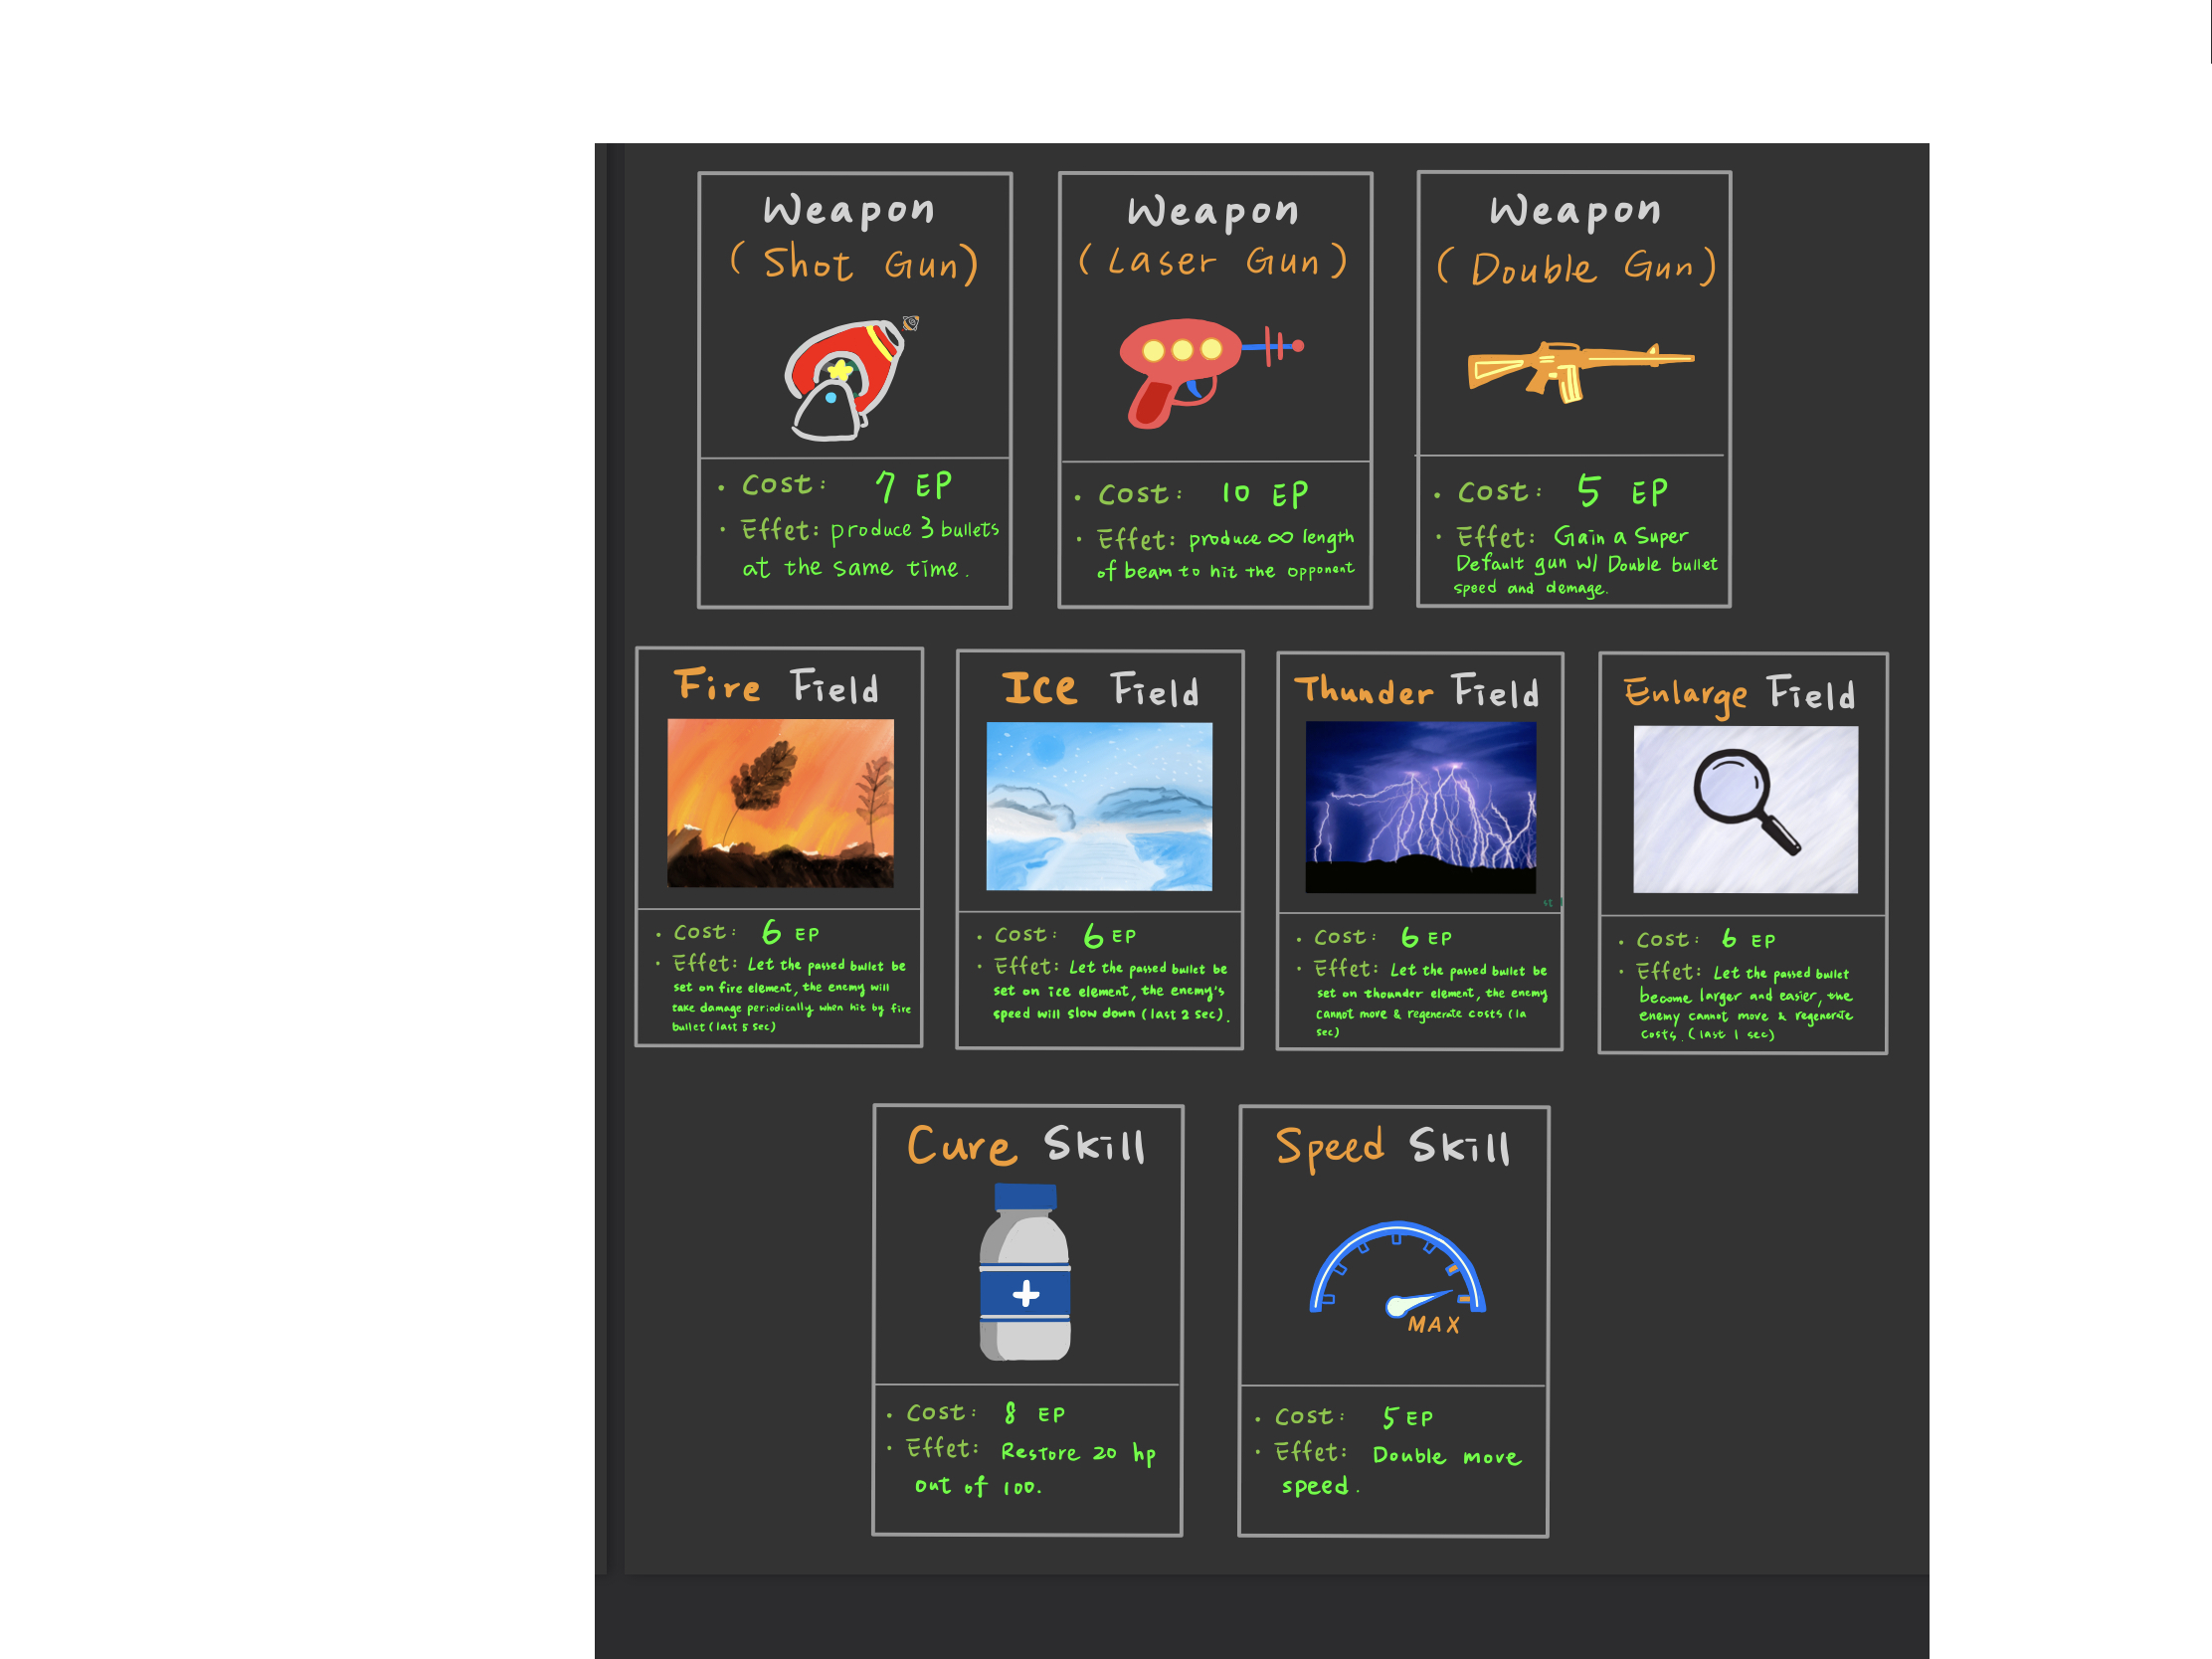 Weapon
(Shot Gun)
• Cost: 7 EP
• Effet: produce 3 bullets
at the same time.
Weapon
(Laser Gun)
• Cost: 10 EP
• Effet: produce ∞ length
of beam to hit the opponent
Weapon
(Double Gun)
• Cost: 5 EP
• Effet: Gain a Super
Default gun w/ Double bullet
speed and demage.
Fire Field
• Cost: 6 EP
• Effet: Let the passed bullet be
set on fire element, the enemy will
take damage periodically when hit by fire
bullet (last 5 sec)
Ice Field
• Cost: 6 EP
• Effet: Let the passed bullet be
set on ice element, the enemy's
speed will slow down (last 2 sec).
Thunder Field
st
• Cost: 6 EP
• Effet: Let the passed bullet be
set on thounder element, the enemy
cannot move & regenerate costs (la
sec)
Enlarge Field
• Cost: 6 EP
• Effet: Let the passed bullet
become larger and easier, the
enemy cannot move & regenerate
costs. (last 1 sec)
Cure Skill
• Cost: 8 EP
• Effet: Restore 20 hp
out of 100.
Speed Skill
MAX
• Cost: 5 EP
• Effet: Double move
speed.